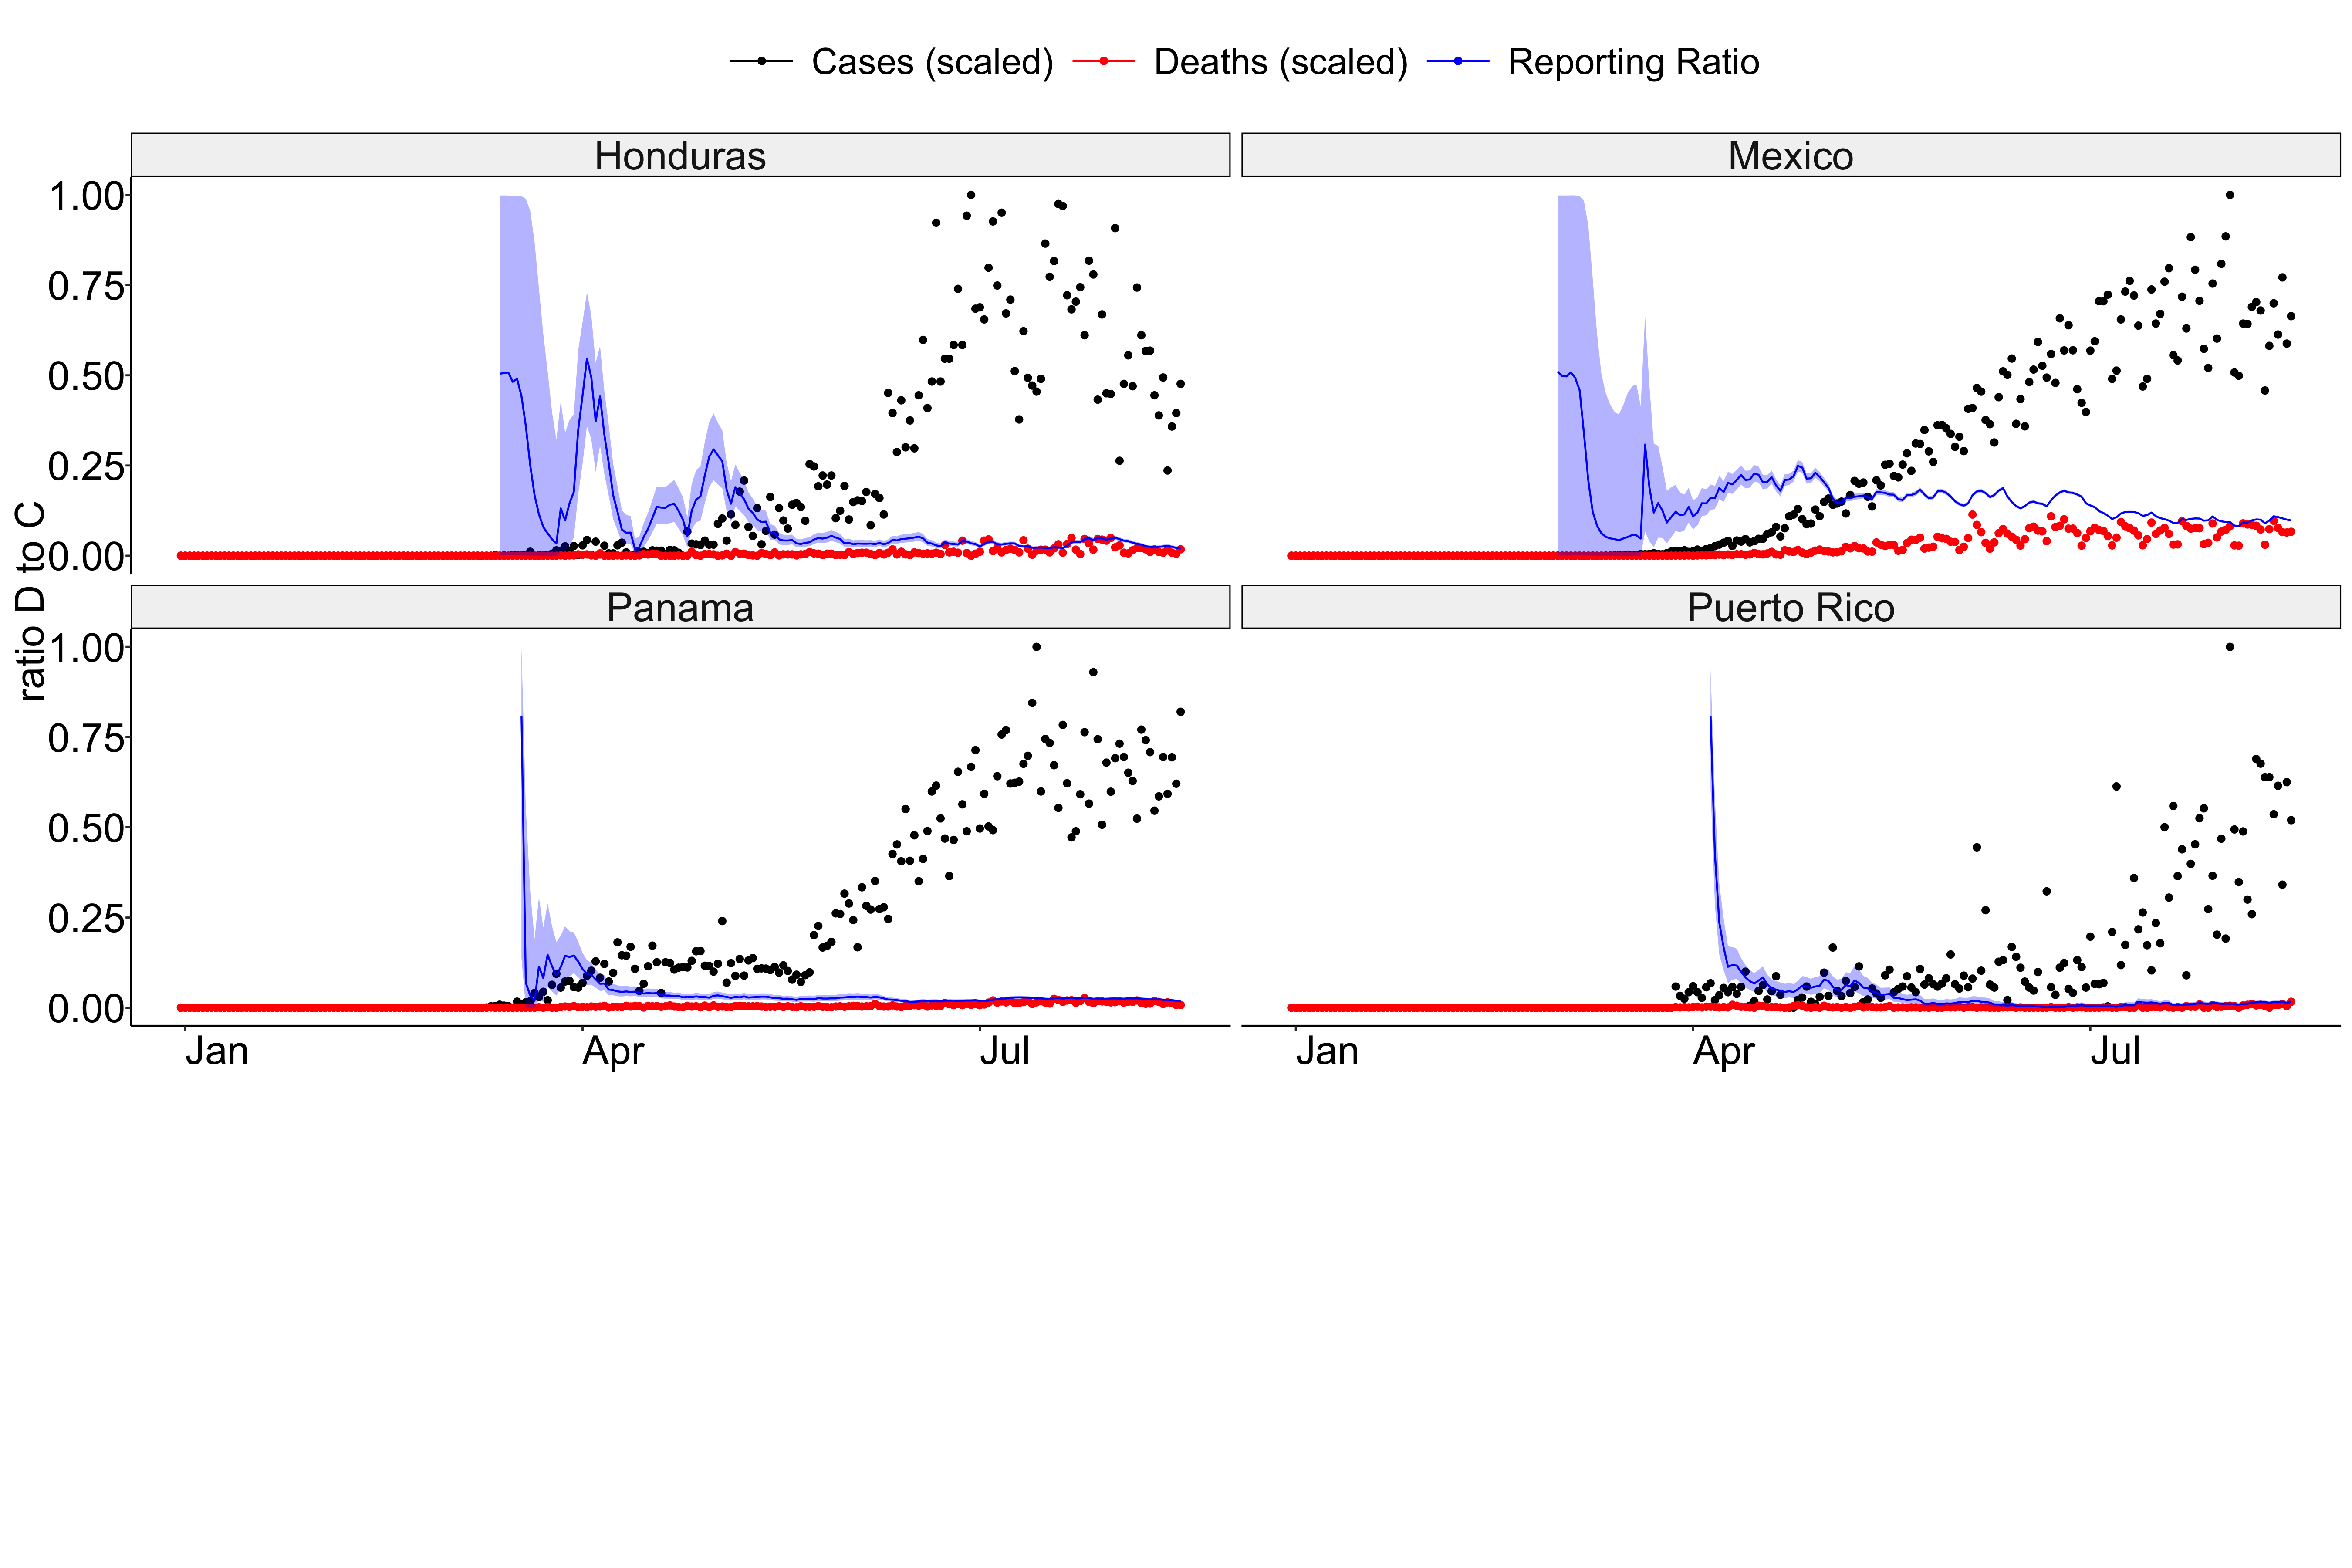 Cases (scaled) Deaths (scaled) Reporting Ratio
Honduras Mexico
1.00
0.75
0.50
0.25
0.00
ratio D to C
Panama Puerto Rico
1.00
0.75
0.50
0.25
0.00
Jan Apr Jul Jan Apr Jul